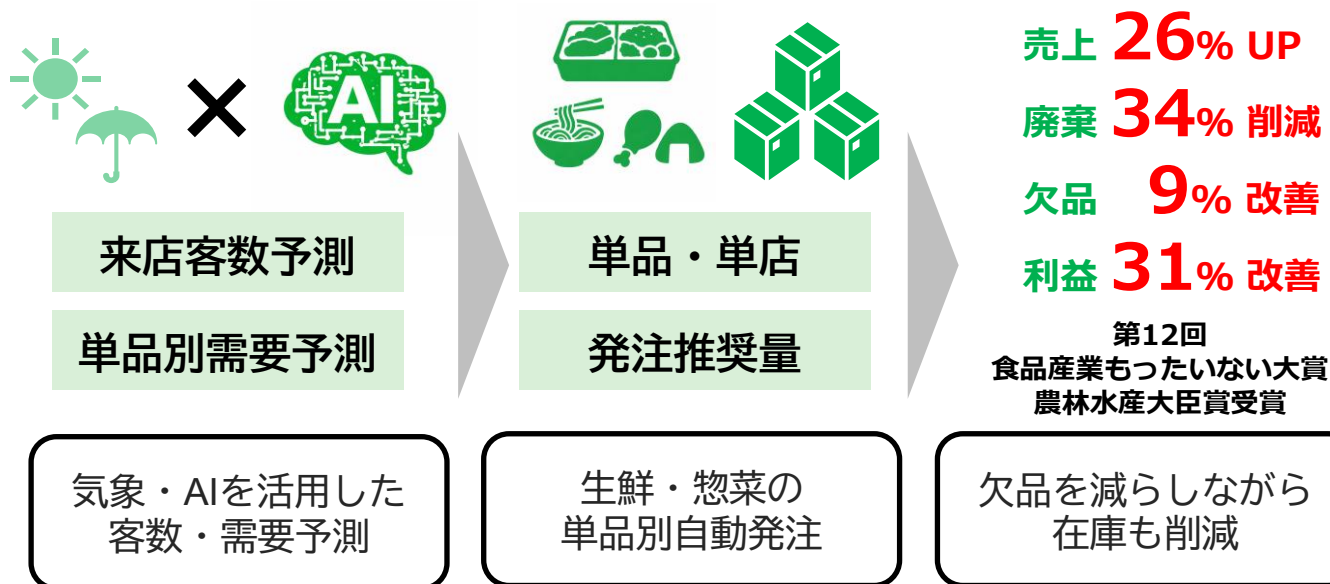 AI
来店客数予測
単品別需要予測
気象・AIを活用した
客数・需要予測
単品・単店
発注推奨量
生鮮・惣菜の
単品別自動発注
売上 26% UP
廃棄 34% 削減
欠品 9% 改善
利益 31% 改善
第12回
食品産業もったいない大賞
農林水産大臣賞受賞
欠品を減らしながら
在庫も削減